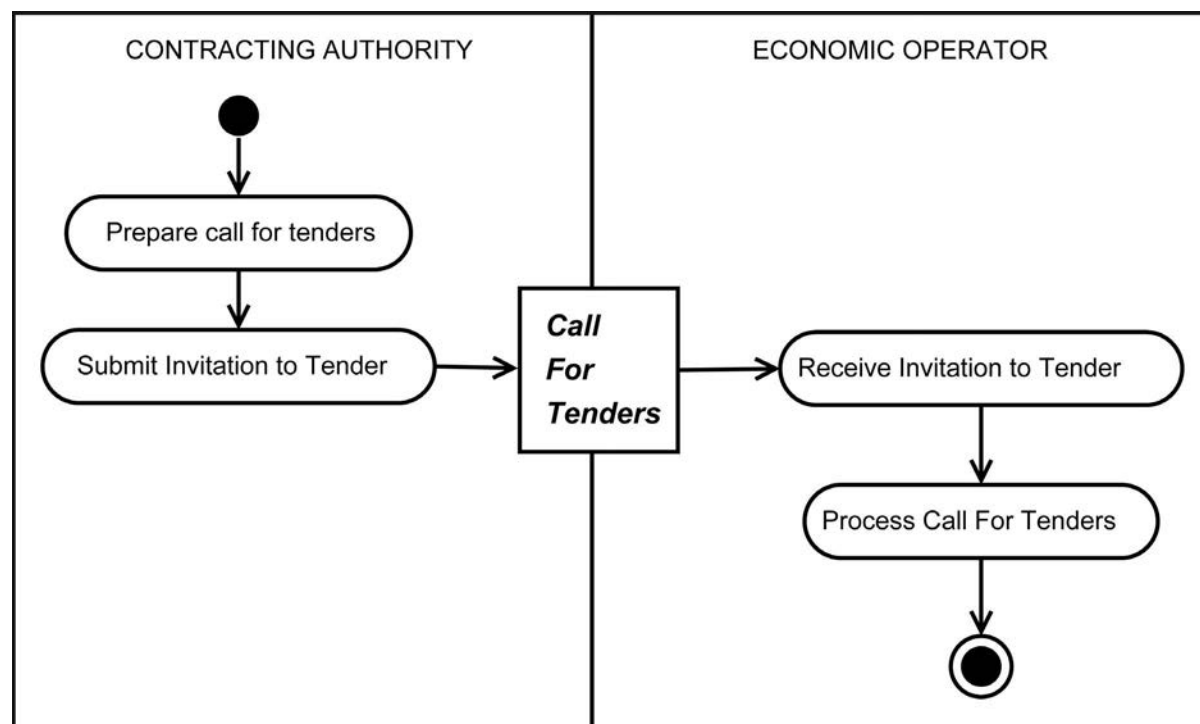 CONTRACTING AUTHORITY
ECONOMIC OPERATOR
Prepare call for tenders
Submit Invitation to Tender
Call
For
Tenders
Receive Invitation to Tender
Process Call For Tenders